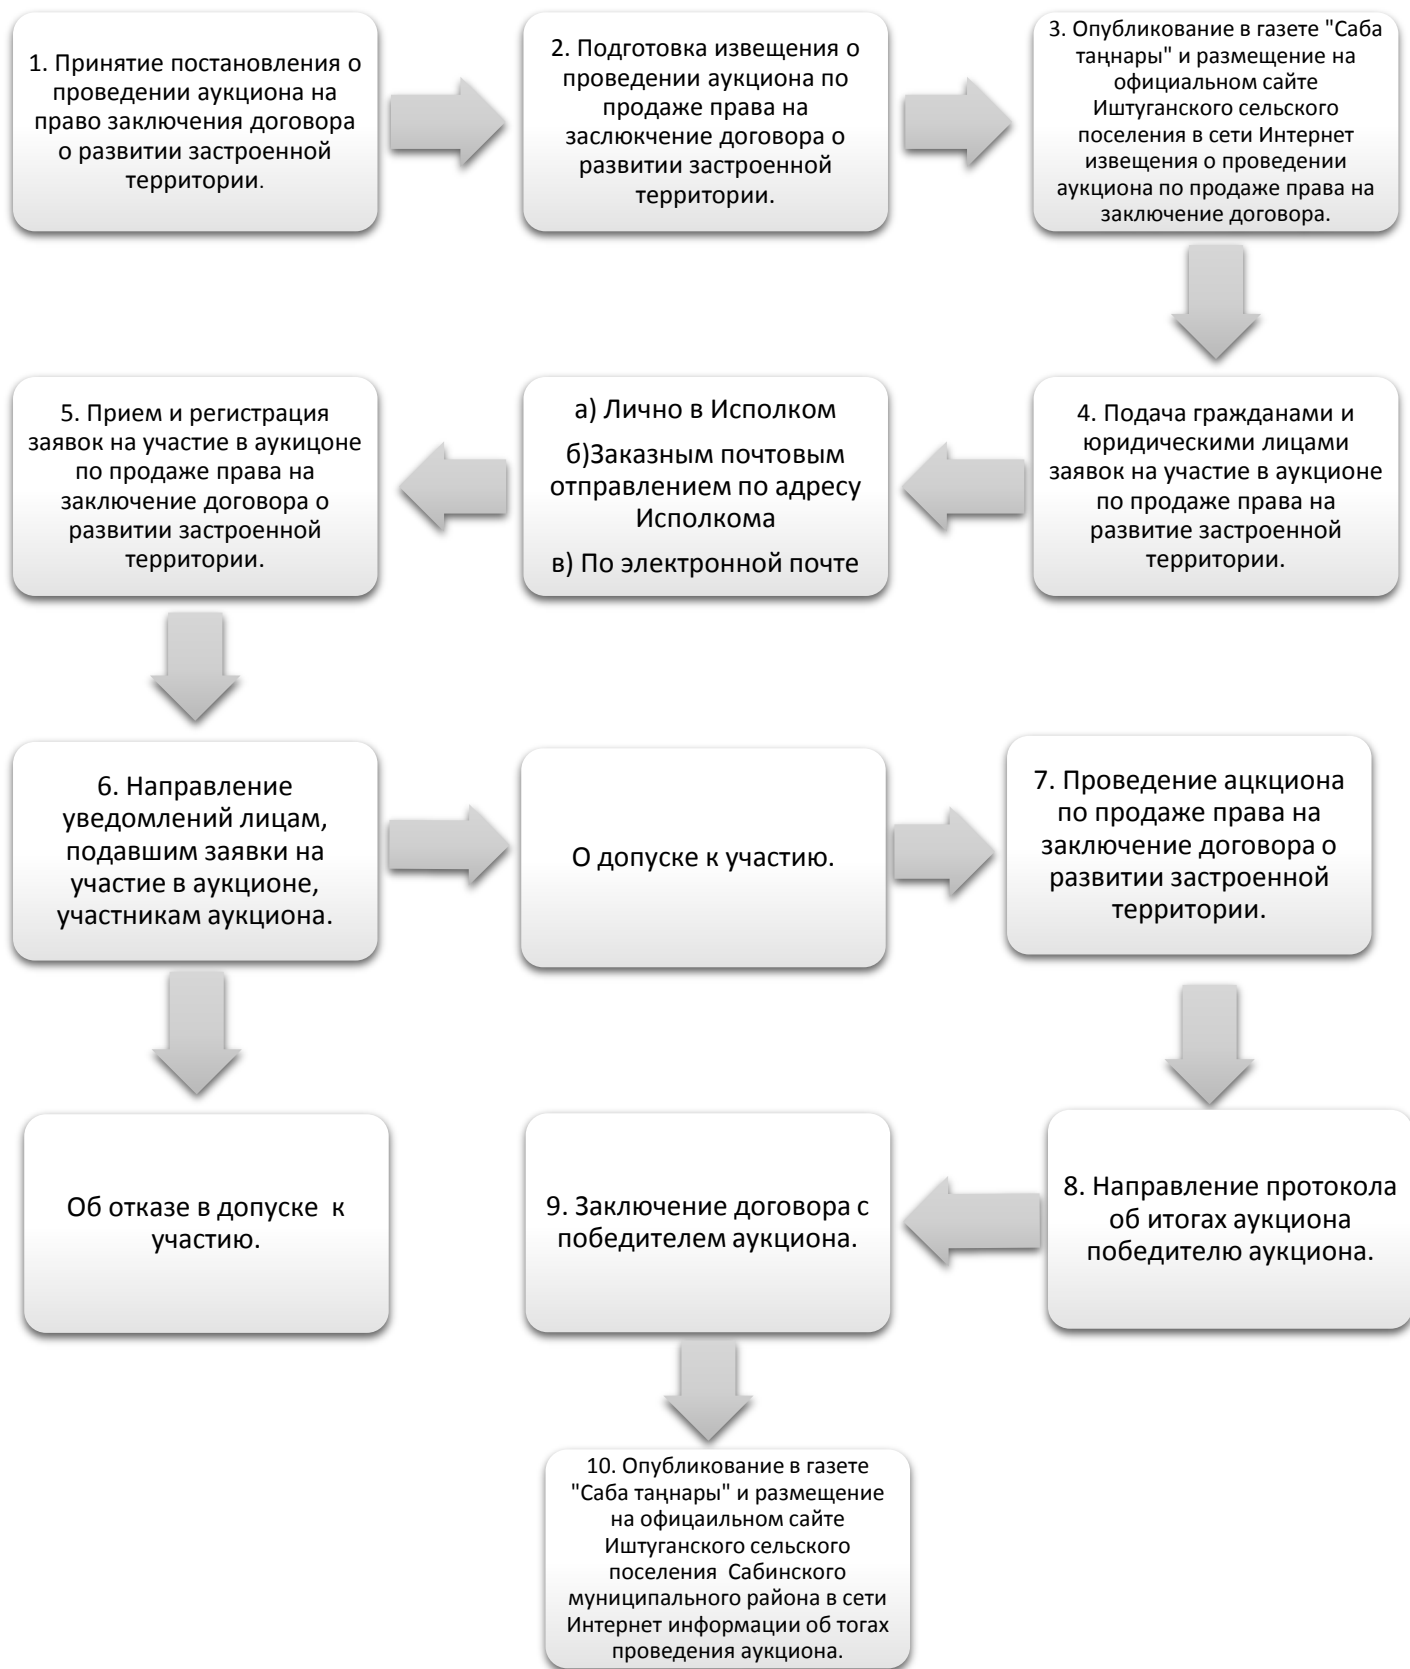 1. Принятие постановления о
проведении аукциона на
право заключения договора
о развитии застроенной
территории.
2. Подготовка извещения о
проведении аукциона по
продаже права на
заслюкчение договора о
развитии застроенной
территории.
3. Опубликование в газете "Саба
таңнары" и размещение на
официальном сайте
Иштуганского сельского
поселения в сети Интернет
извещения о проведении
аукциона по продаже права на
заключение договора.
4. Подача гражданами и
юридическими лицами
заявок на участие в аукционе
по продаже права на
развитие застроенной
территории.
а) Лично в Исполком
б)Заказным почтовым
отправлением по адресу
Исполкома
в) По электронной почте
5. Прием и регистрация
заявок на участие в аукицоне
по продаже права на
заключение договора о
развитии застроенной
территории.
6. Направление
уведомлений лицам,
подавшим заявки на
участие в аукционе,
участникам аукциона.
О допуске к участию.
7. Проведение ацкциона
по продаже права на
заключение договора о
развитии застроенной
территории.
Об отказе в допуске  к
участию.
8. Направление протокола
об итогах аукциона
победителю аукциона.
9. Заключение договора с
победителем аукциона.
10. Опубликование в газете
"Саба таңнары" и размещение
на офицаильном сайте
Иштуганского сельского
поселения  Сабинского
муниципального района в сети
Интернет информации об тогах
проведения аукциона.